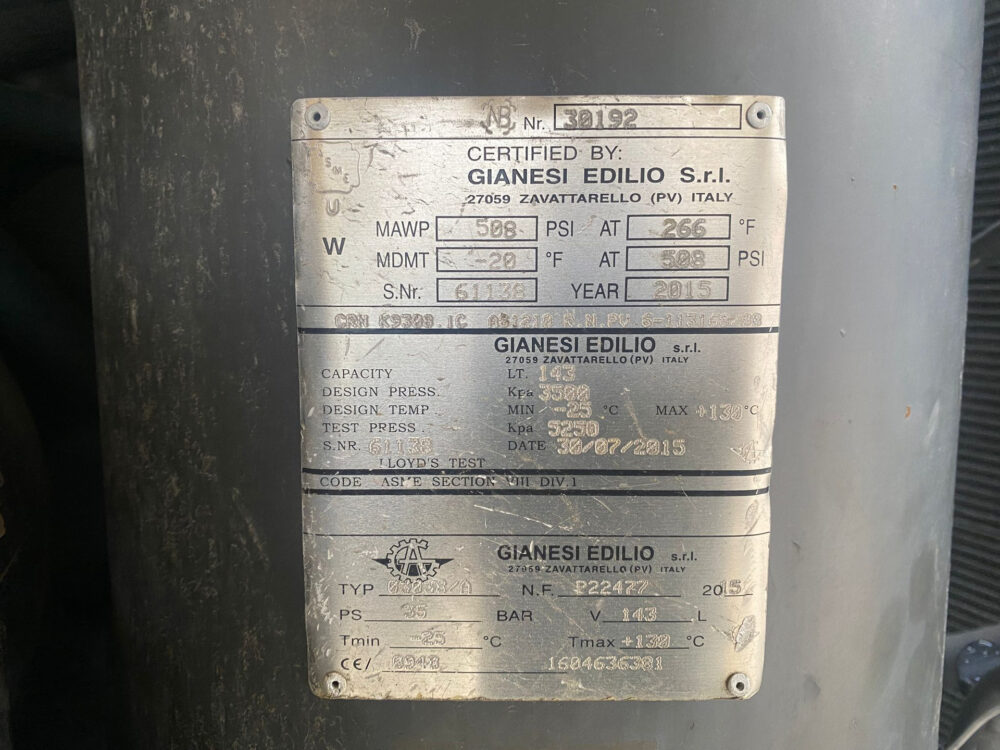 NB Nr. 30192
CERTIFIED BY:
GIANESI EDILIO S.r.l.
27059 ZAVATTARELLO (PV) ITALY
U
W
MAWP 508 PSI AT 266 °F
MDMT -20 °F AT 508 PSI
S.Nr. 61138 YEAR 2015
CRN AS1210
GIANESI EDILIO s.r.l.
27059 ZAVATTARELLO (PV) ITALY
CAPACITY LT. 143
DESIGN PRESS. Kpa 3500
DESIGN TEMP MIN -25 °C MAX +130°C
TEST PRESS. Kpa 5250
S.NR. 61138 DATE 30/07/2015
LLOYD'S TEST
CODE ASME SECTION VIII DIV.1
GIANESI EDILIO s.r.l.
27059 ZAVATTARELLO (PV) ITALY
TYP N.F. P22477 2015
PS 35 BAR V 143 L
Tmin -25 °C Tmax +130 °C
CE/ 1604636381